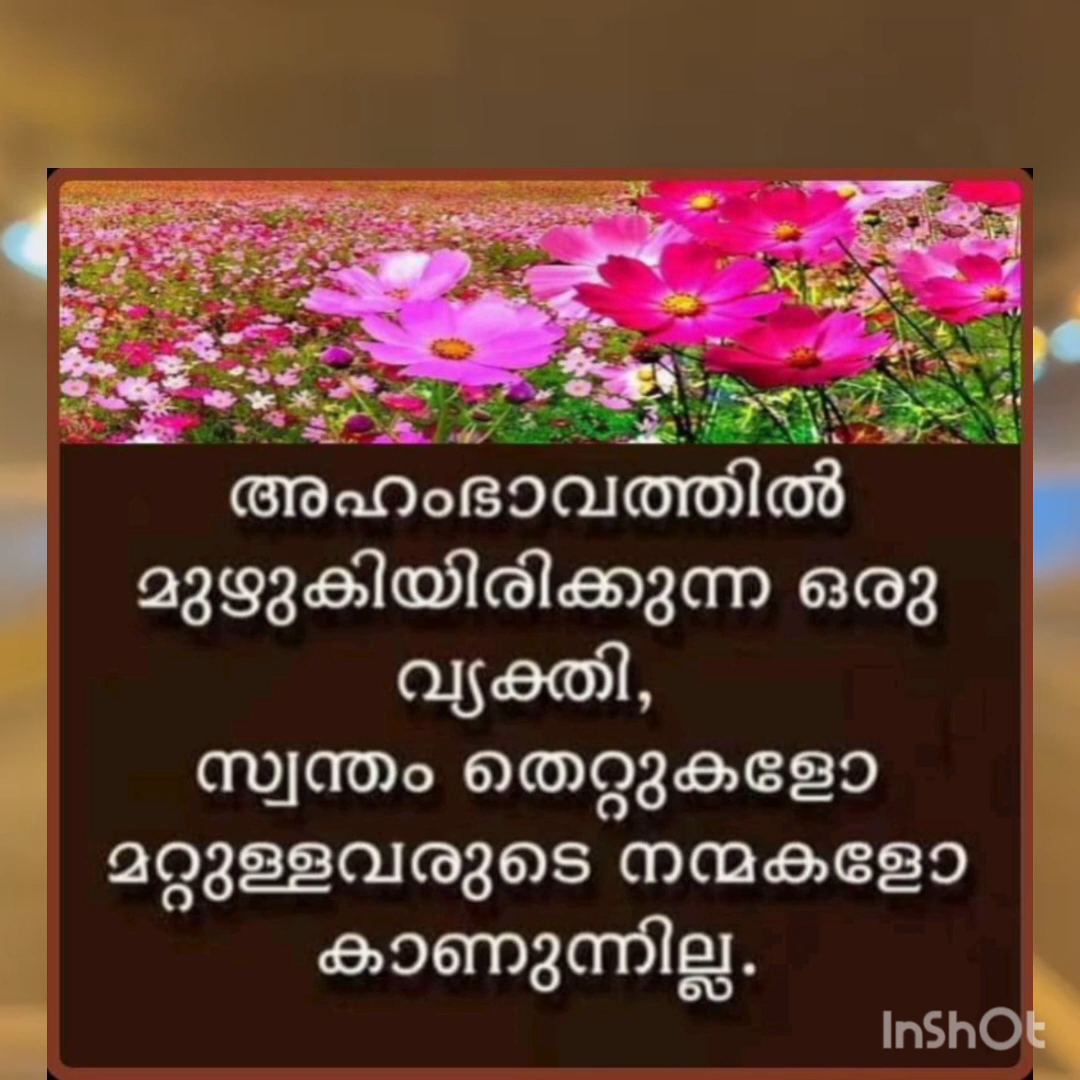 അഹംഭാവത്തിൽ
മുഴുകിയിരിക്കുന്ന ഒരു
വ്യക്തി,
സ്വന്തം തെറ്റുകളോ
മറ്റുള്ളവരുടെ നന്മകളോ
കാണുന്നില്ല.
InShOt